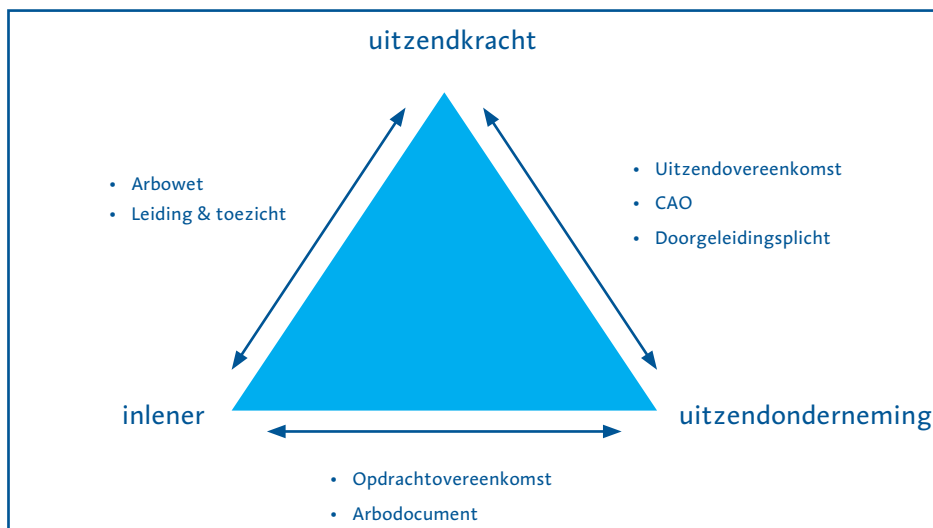 uitzendkracht
• Arbowet
• Leiding & toezicht
• Uitzendovereenkomst
• CAO
• Doorgeleidingsplicht
inlener
uitzendonderneming
• Opdrachtovereenkomst
• Arbodocument